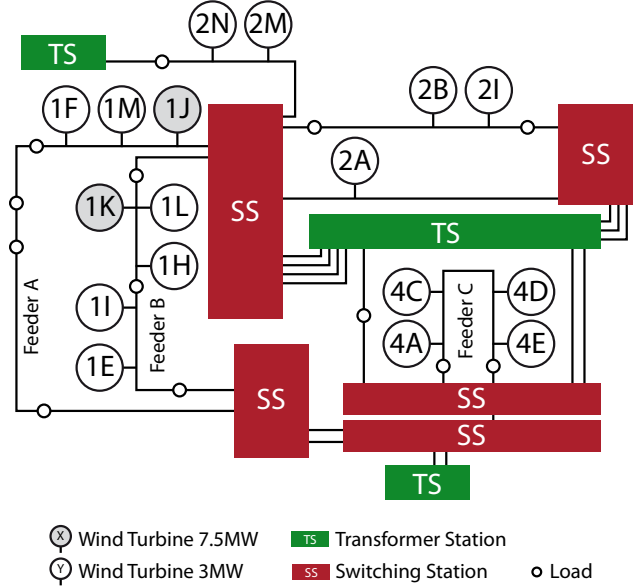 2N 2M
TS
1F 1M 1J
2B 2I
SS
2A
SS
1K 1L
TS
1H
4C 4D
Feeder A
Feeder B
Feeder C
1I
4A 4E
1E
SS
SS
SS
TS
X Wind Turbine 7.5MW
TS Transformer Station
Y Wind Turbine 3MW
SS Switching Station
Load